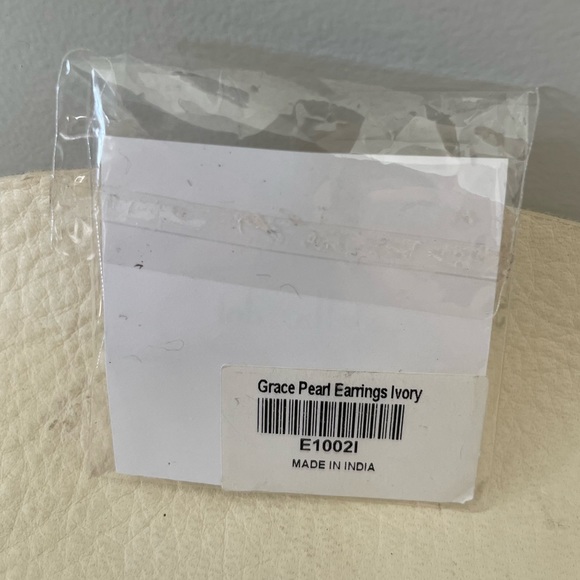 Grace Pearl Earrings Ivory
E1002I
MADE IN INDIA